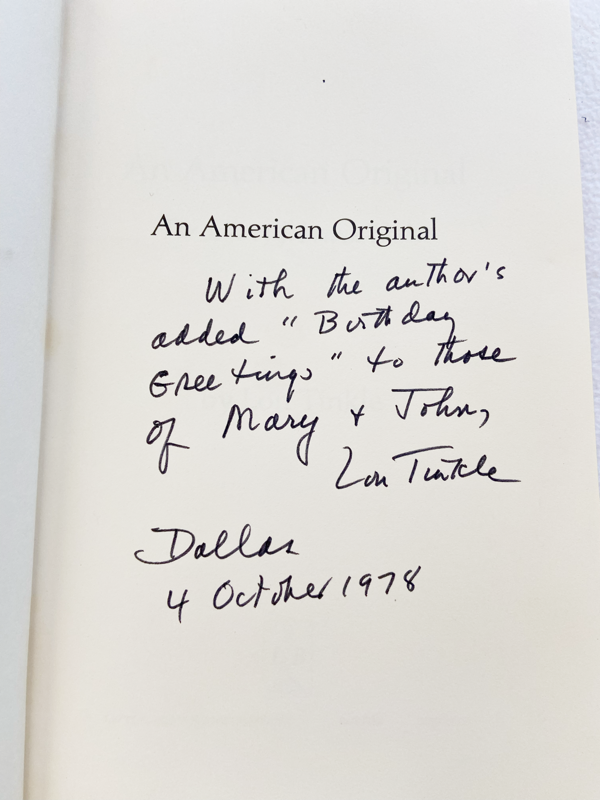 An American Original
With the author's
added "Birthday
Greetings" to those
of Mary + John,
Lon Tinkle
Dallas
4 October 1978